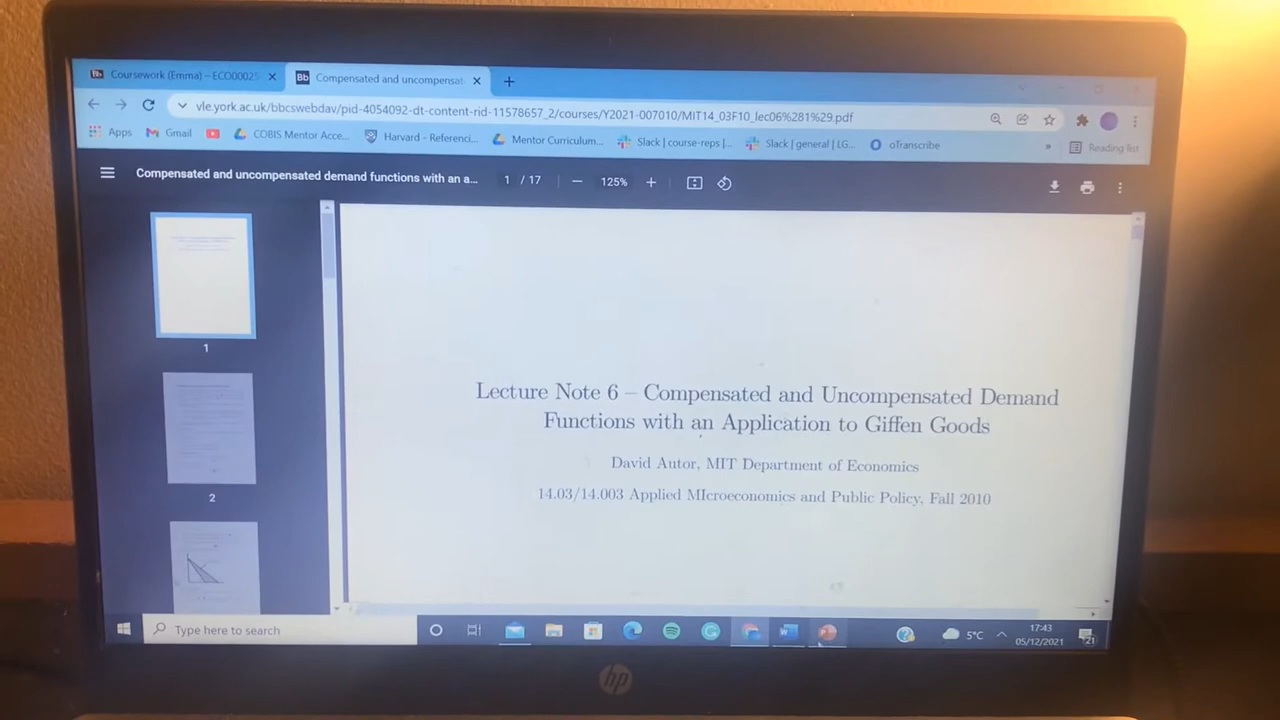 Coursework (Emma) – ECO00025
Compensated and uncompensat
vle.york.ac.uk/bbcswebdav/pid-4054092-dt-content-rid-11578657_2/courses/Y2021-007010/MIT14_03F10_lec06%281%29.pdf
Apps
Gmail
COBIS Mentor Acce...
Harvard - Referenci...
Mentor Curriculum...
Slack | course-reps |...
Slack | general | LG...
oTranscribe
»
Reading list
Compensated and uncompensated demand functions with an a...
1 / 17
125%
1
2
Lecture Note 6 – Compensated and Uncompensated Demand
Functions with an Application to Giffen Goods
David Autor, MIT Department of Economics
14.03/14.003 Applied MIcroeconomics and Public Policy, Fall 2010
Type here to search
5°C
17:43
05/12/2021
21
hp